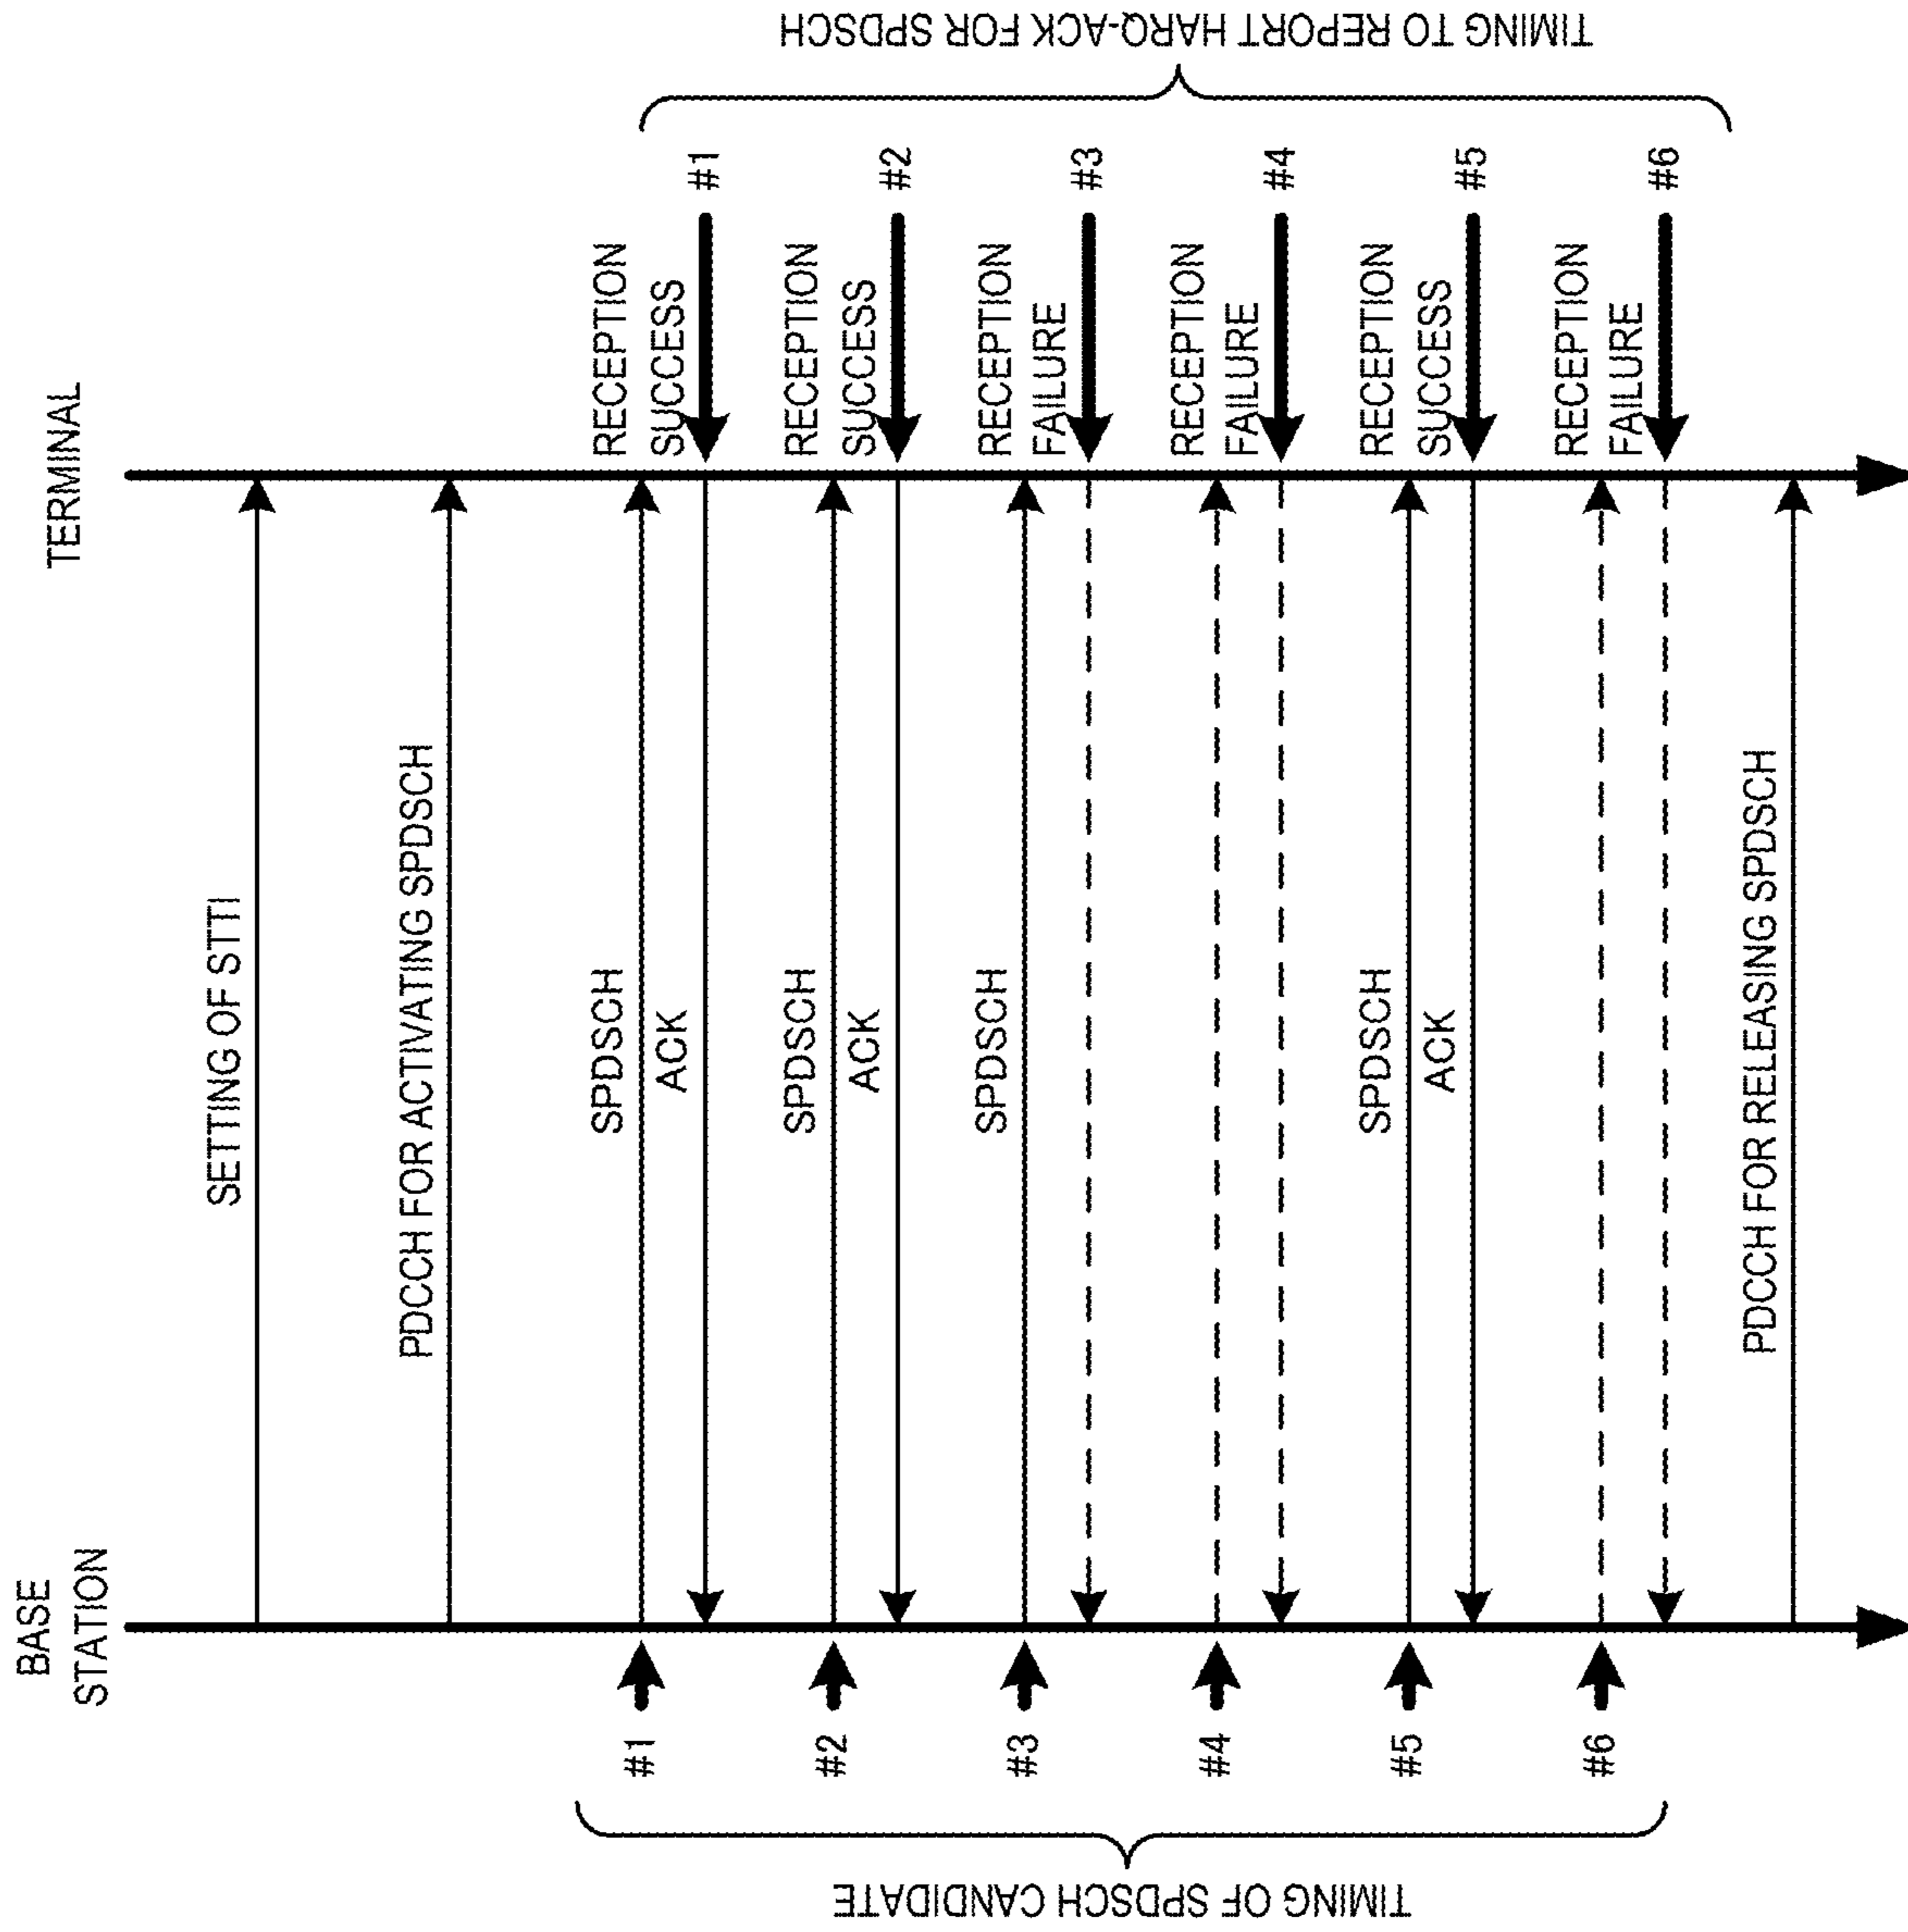 BASE
STATION
TERMINAL
SETTING OF STTI
PDCCH FOR ACTIVATING SPDSCH
TIMING OF SPDSCH CANDIDATE
#1
SPDSCH
RECEPTION
SUCCESS
ACK
#1
#2
SPDSCH
RECEPTION
SUCCESS
ACK
#2
#3
SPDSCH
RECEPTION
FAILURE
#3
#4
RECEPTION
FAILURE
#4
#5
SPDSCH
RECEPTION
SUCCESS
ACK
#5
#6
RECEPTION
FAILURE
#6
PDCCH FOR RELEASING SPDSCH
TIMING TO REPORT HARQ-ACK FOR SPDSCH